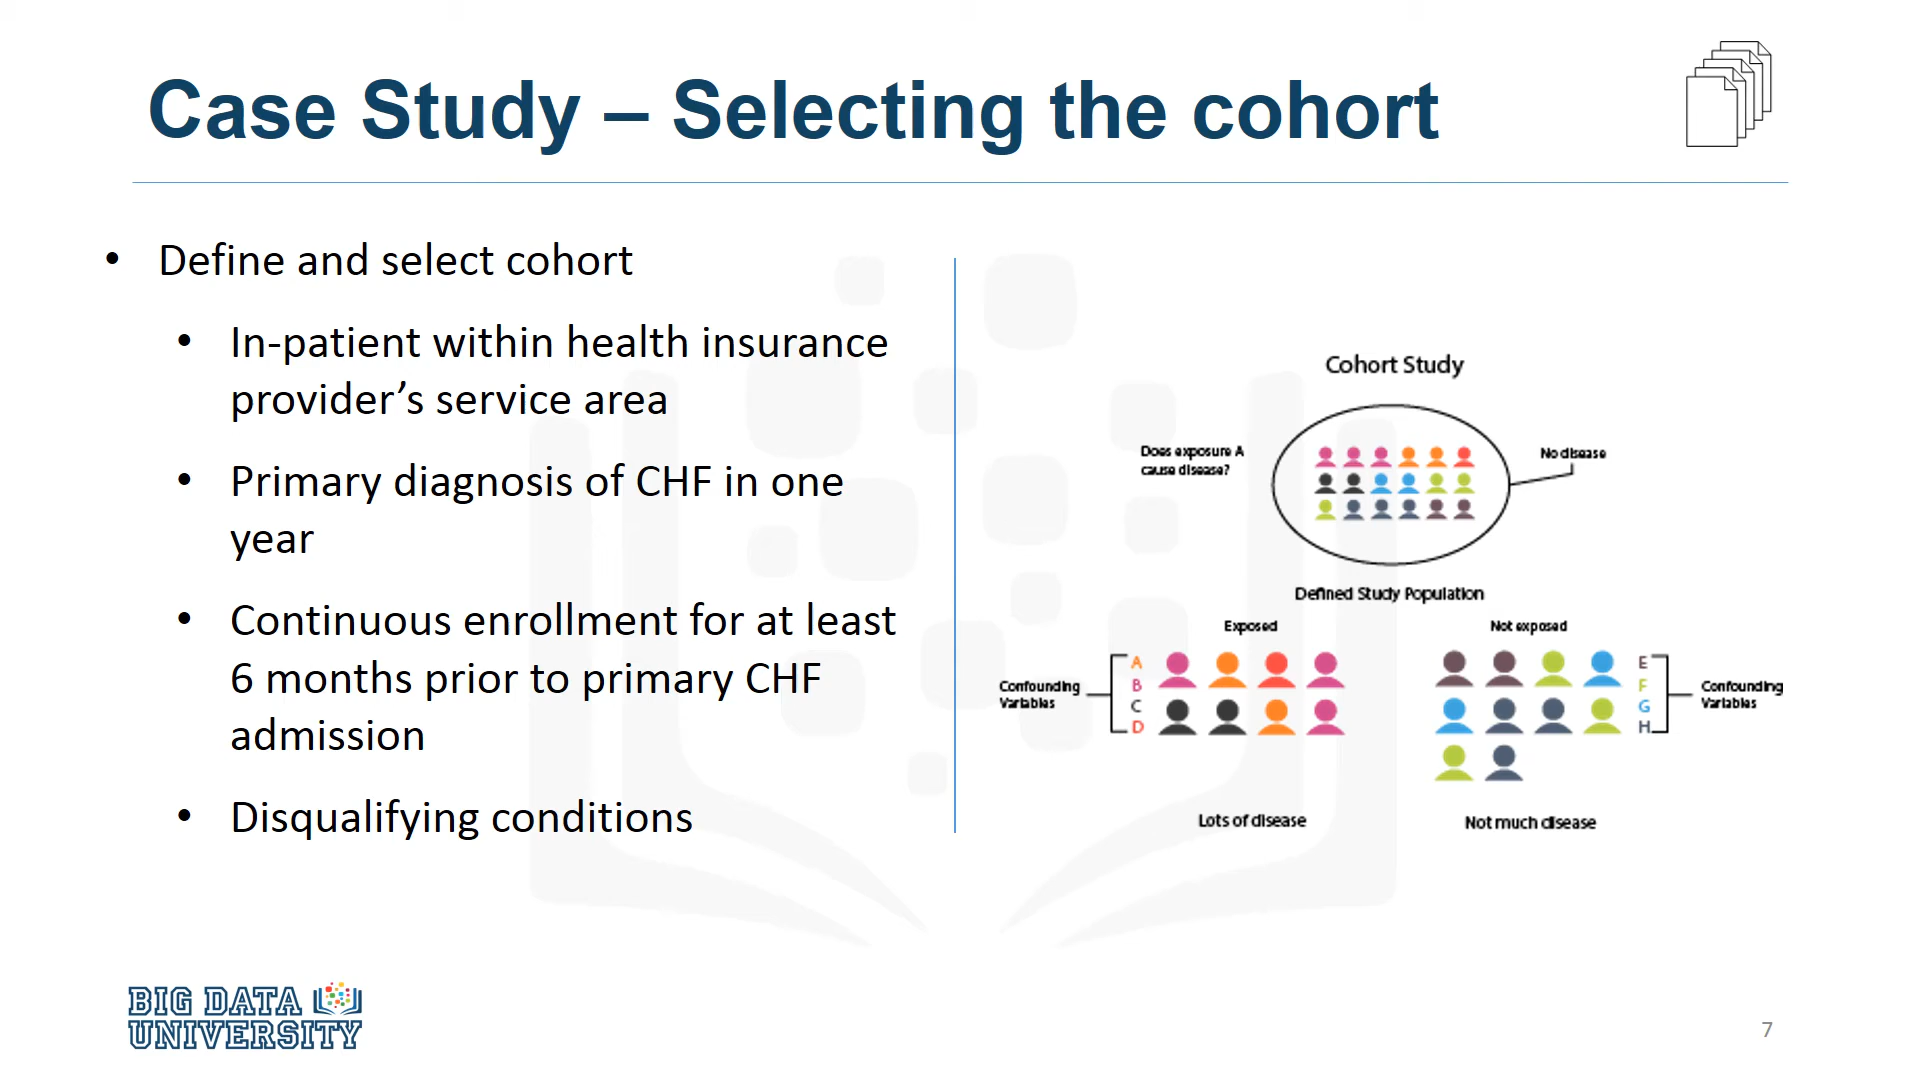 Case Study – Selecting the cohort
• Define and select cohort
• In-patient within health insurance
provider’s service area
• Primary diagnosis of CHF in one
year
• Continuous enrollment for at least
6 months prior to primary CHF
admission
• Disqualifying conditions
Cohort Study
Does exposure A
cause disease?
No disease
Defined Study Population
Exposed
Not exposed
Confounding
Variables
A
B
C
D
E
F
G
H
Confounding
Variables
Lots of disease
Not much disease
BIG DATA
UNIVERSITY
7